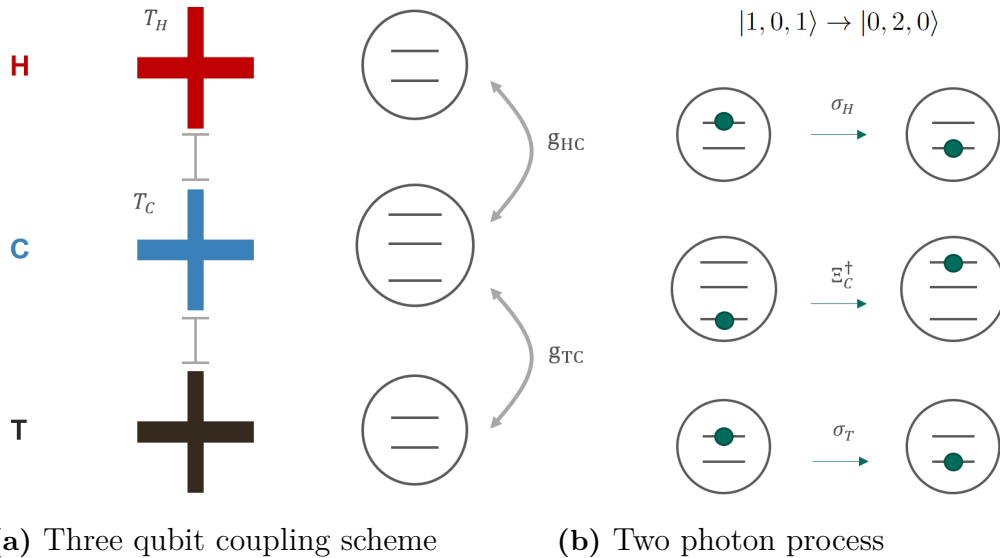 |1, 0, 1⟩ → |0, 2, 0⟩
T_H
H
g_HC
σ_H
T_C
C
Ξ_C^†
g_TC
T
σ_T
(a) Three qubit coupling scheme
(b) Two photon process